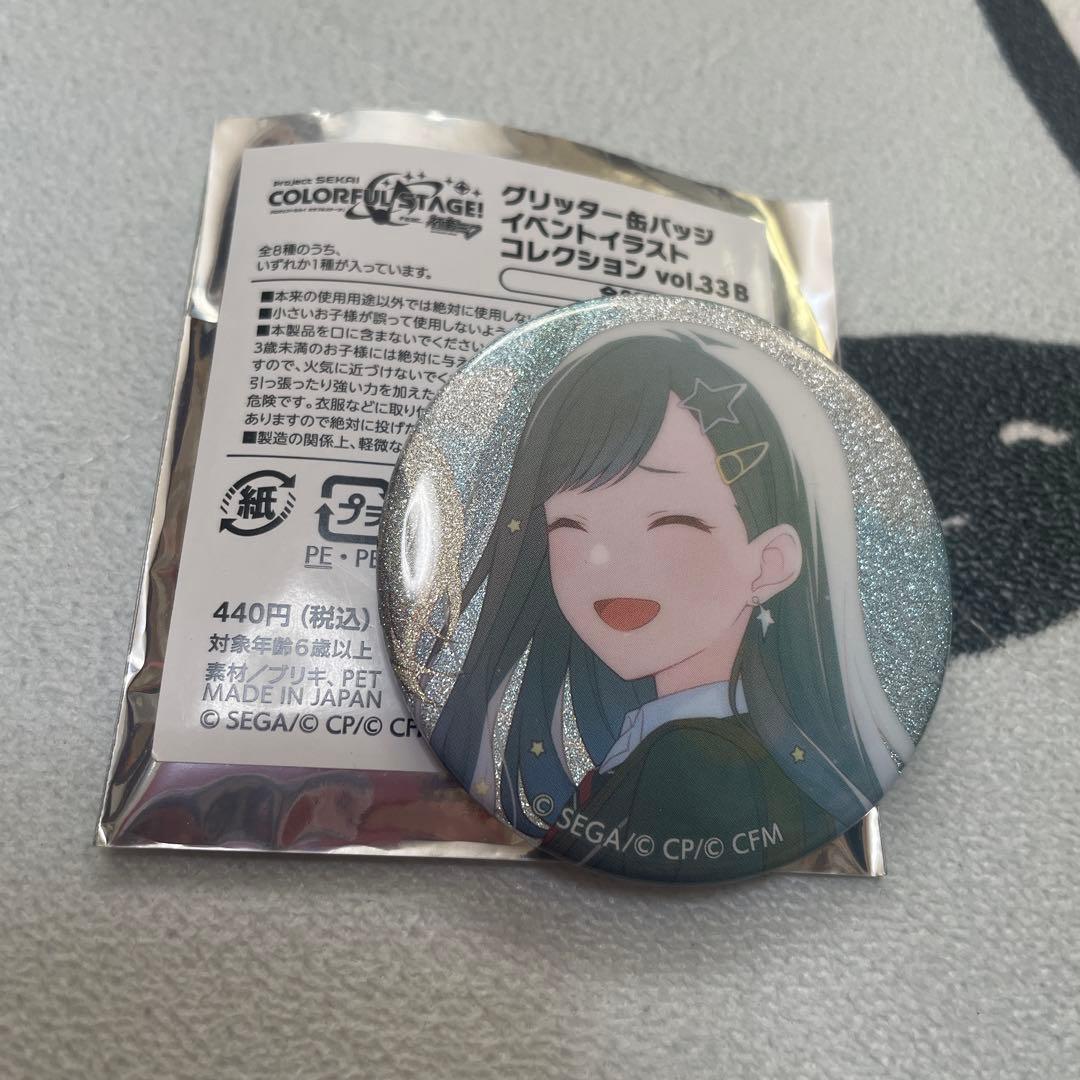 Project SEKAI
COLORFUL STAGE!
feat. 初音ミク
グリッター缶バッジ
イベントイラスト
コレクション vol.33 B
全8種のうち、
いずれか1種が入っています。
■本来の使用用途以外では絶対に使用しない
■小さいお子様が誤って使用しないよう
■本製品を口に含まないでください
3歳未満のお子様には絶対に与え
すので、火気に近づけないでく
引っ張ったり強い力を加えた
危険です。衣服などに取り付
ありますので絶対に投げた
■製造の関係上、軽微な
紙
プラ
PE・PE
440円(税込)
対象年齢6歳以上
素材/ブリキ、PET
MADE IN JAPAN
© SEGA/© CP/© CF
© SEGA/© CP/© CFM